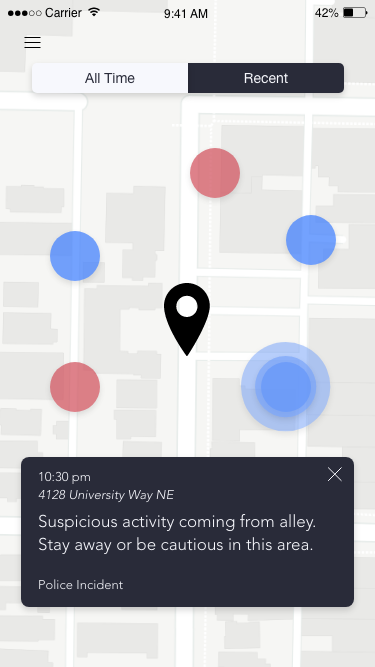 Carrier 9:41 AM 42%
All Time Recent
10:30 pm
4128 University Way NE
Suspicious activity coming from alley.
Stay away or be cautious in this area.
Police Incident